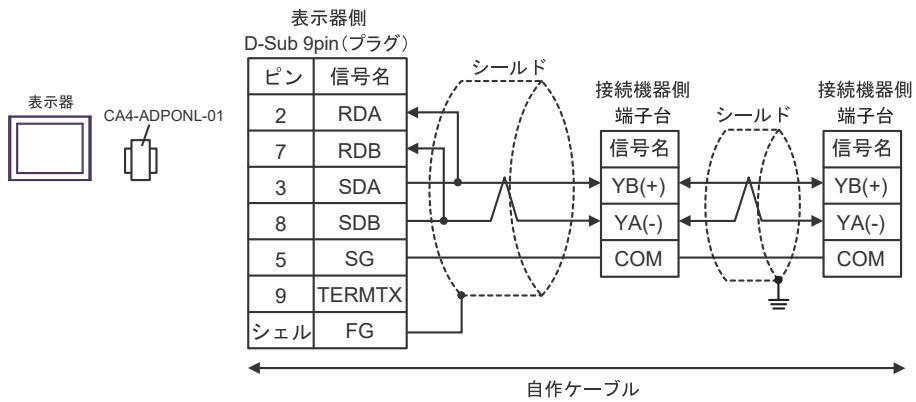 表示器側
D-Sub 9pin(プラグ)
表示器
CA4-ADPONL-01
ピン 信号名
2 RDA
7 RDB
3 SDA
8 SDB
5 SG
9 TERMTX
シェル FG
シールド
接続機器側
端子台
信号名
YB(+)
YA(-)
COM
シールド
接続機器側
端子台
信号名
YB(+)
YA(-)
COM
自作ケーブル